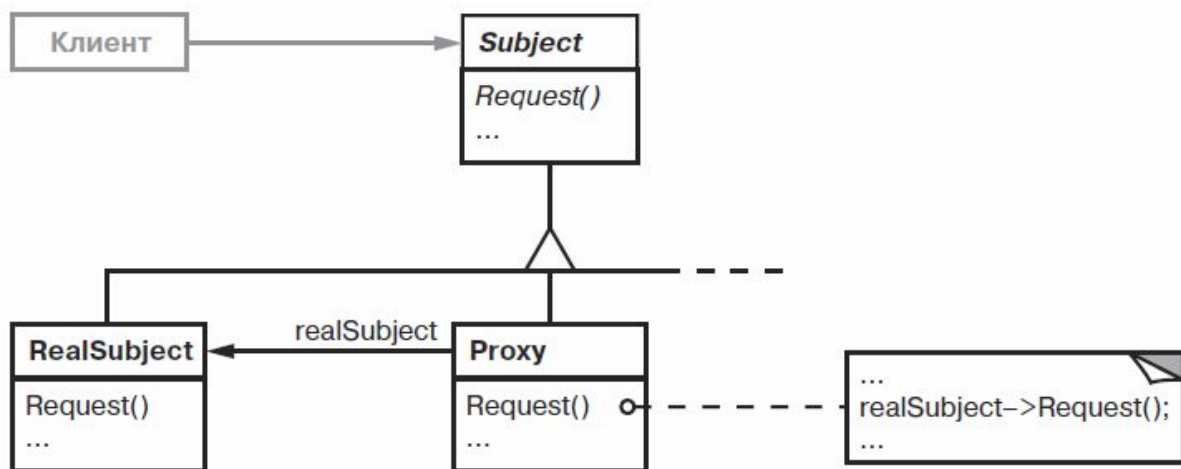 Клиент
Subject
Request()
...
realSubject
RealSubject
Request()
...
Proxy
Request()
...
...
realSubject–>Request();
...